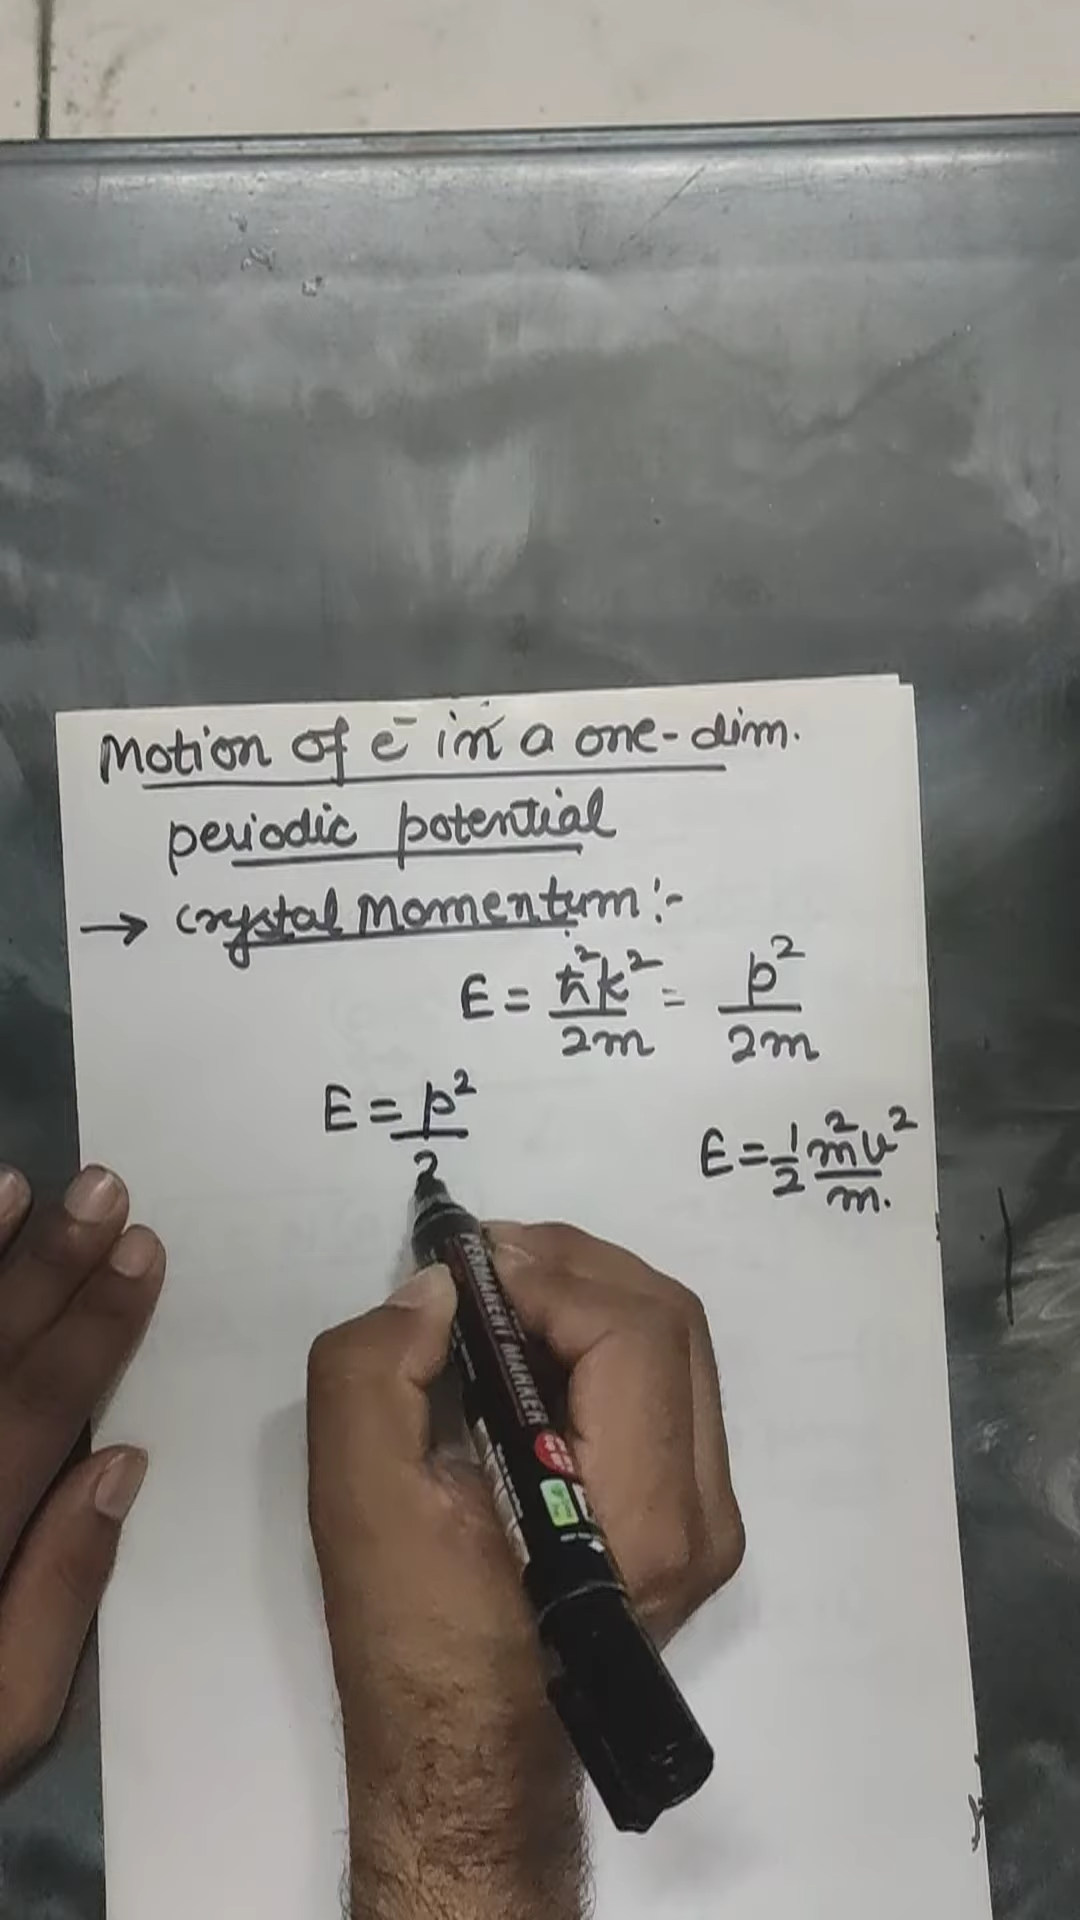 Motion of e⁻ in a one-dim.
periodic potential
→ Crystal Momentum :-
E = ħ²k²/2m = p²/2m
E = p²/2
E = 1/2 m²v²/m.
PERMANENT MARKER